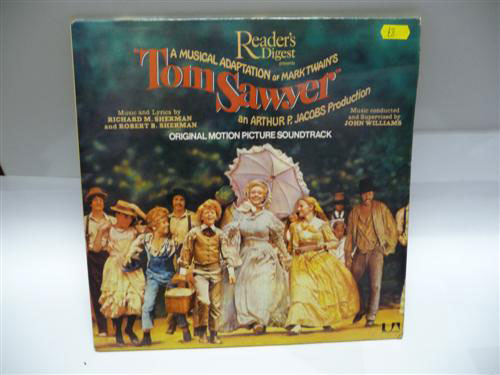 Reader's
Digest
presents
A MUSICAL ADAPTATION OF MARK TWAIN'S
"Tom Sawyer"
an ARTHUR P. JACOBS Production
Music and Lyrics by
RICHARD M. SHERMAN
and ROBERT B. SHERMAN
Music conducted
and Supervised by
JOHN WILLIAMS
ORIGINAL MOTION PICTURE SOUNDTRACK
UA